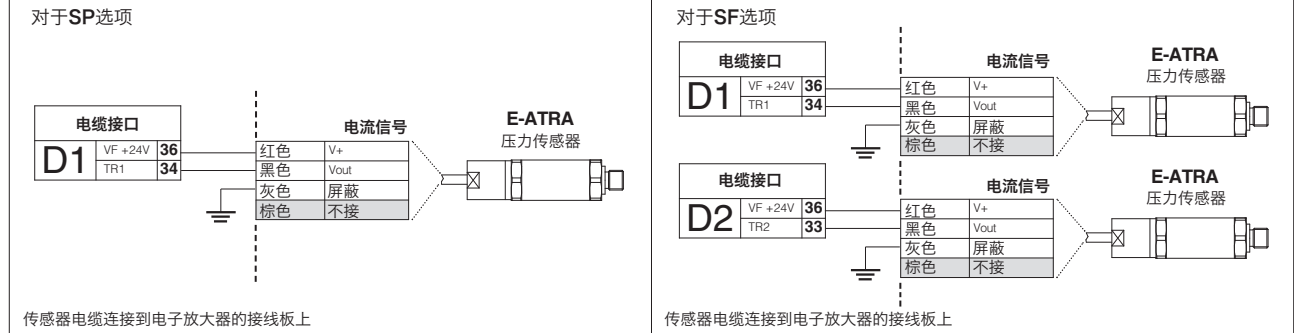 对于SP选项
电缆接口
D1
VF +24V 36
TR1 34
电流信号
红色 V+
黑色 Vout
灰色 屏蔽
棕色 不接
E-ATRA
压力传感器
传感器电缆连接到电子放大器的接线板上
对于SF选项
电缆接口
D1
VF +24V 36
TR1 34
电流信号
红色 V+
黑色 Vout
灰色 屏蔽
棕色 不接
E-ATRA
压力传感器
电缆接口
D2
VF +24V 36
TR2 33
电流信号
红色 V+
黑色 Vout
灰色 屏蔽
棕色 不接
E-ATRA
压力传感器
传感器电缆连接到电子放大器的接线板上